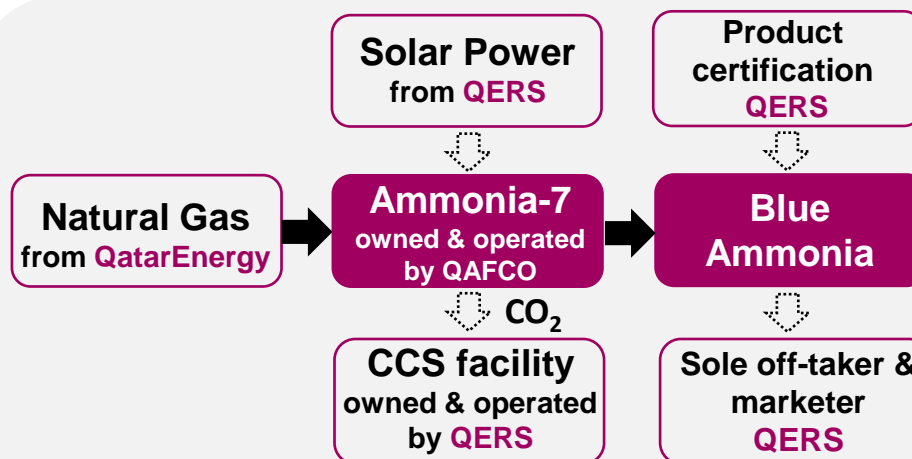 Solar Power
from QERS
Product
certification
QERS
Natural Gas
from QatarEnergy
Ammonia-7
owned & operated
by QAFCO
Blue
Ammonia
CO₂
CCS facility
owned & operated
by QERS
Sole off-taker &
marketer
QERS